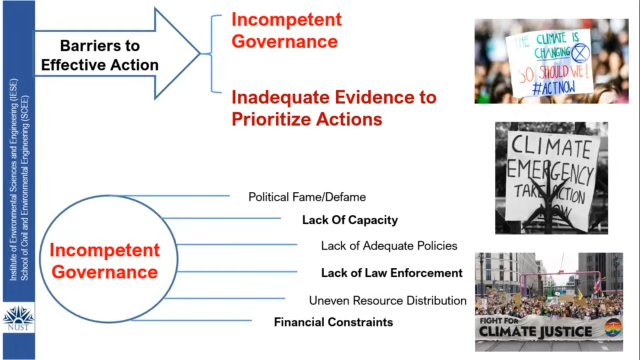 Institute of Environmental Sciences and Engineering (IESE)
School of Civil and Environmental Engineering (SCEE)
NUST
Barriers to
Effective Action
Incompetent
Governance
Inadequate Evidence to
Prioritize Actions
Incompetent
Governance
Political Fame/Defame
Lack Of Capacity
Lack of Adequate Policies
Lack of Law Enforcement
Uneven Resource Distribution
Financial Constraints
THE CLIMATE IS
CHANGING
SO SHOULD WE!
#ACTNOW
CLIMATE
EMERGENCY
TAKE ACTION
NOW
FIGHT FOR
CLIMATE JUSTICE